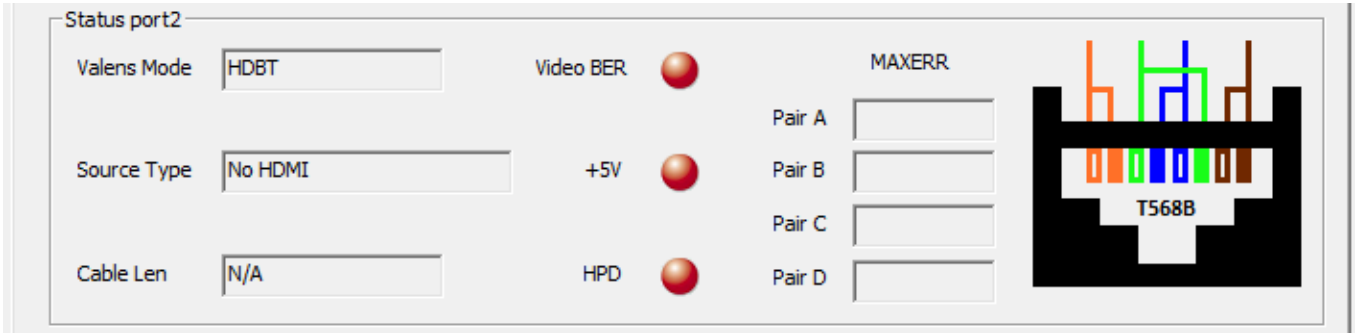 Status port2
Valens Mode HDBT Video BER MAXERR
Pair A
Source Type No HDMI +5V Pair B
T568B
Pair C
Cable Len N/A HPD Pair D